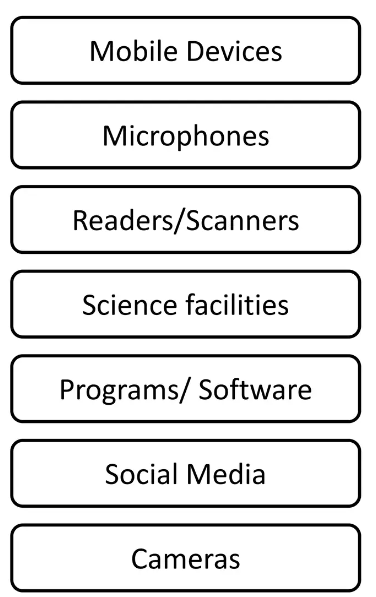 Mobile Devices
Microphones
Readers/Scanners
Science facilities
Programs/ Software
Social Media
Cameras